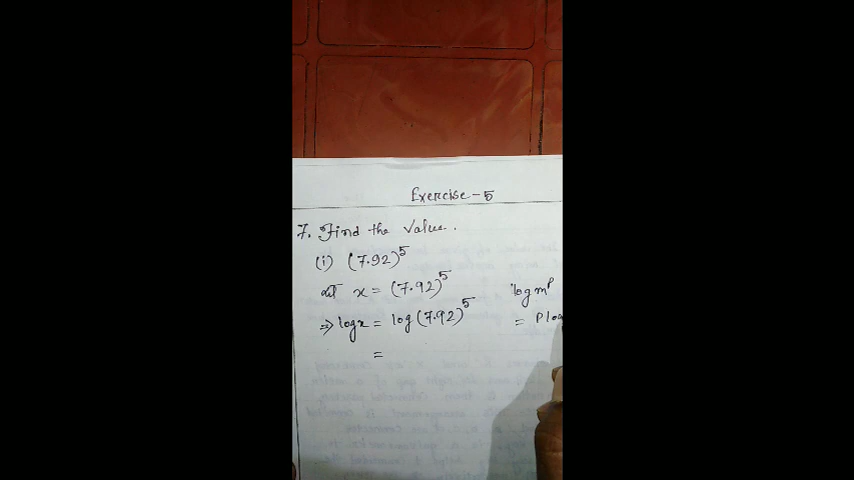 Exercise-5
7. Find the value.
(i) (7.92)^5
let x = (7.92)^5
⇒ log x = log (7.92)^5
=
log m^p
= P log